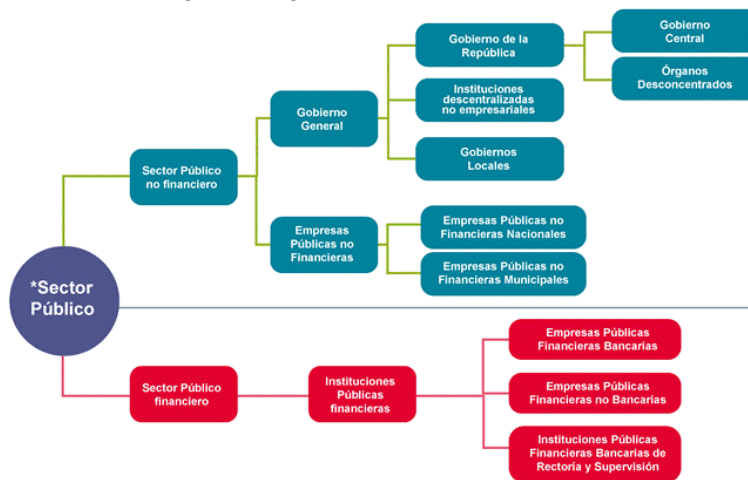 *Sector
Público
Sector Público
no financiero
Gobierno
General
Gobierno de la
República
Gobierno
Central
Órganos
Desconcentrados
Instituciones
descentralizadas
no empresariales
Gobiernos
Locales
Empresas
Públicas no
Financieras
Empresas Públicas no
Financieras Nacionales
Empresas Públicas no
Financieras Municipales
Sector Público
financiero
Instituciones
Públicas
financieras
Empresas Públicas
Financieras Bancarias
Empresas Públicas
Financieras no Bancarias
Instituciones Públicas
Financieras Bancarias de
Rectoría y Supervisión